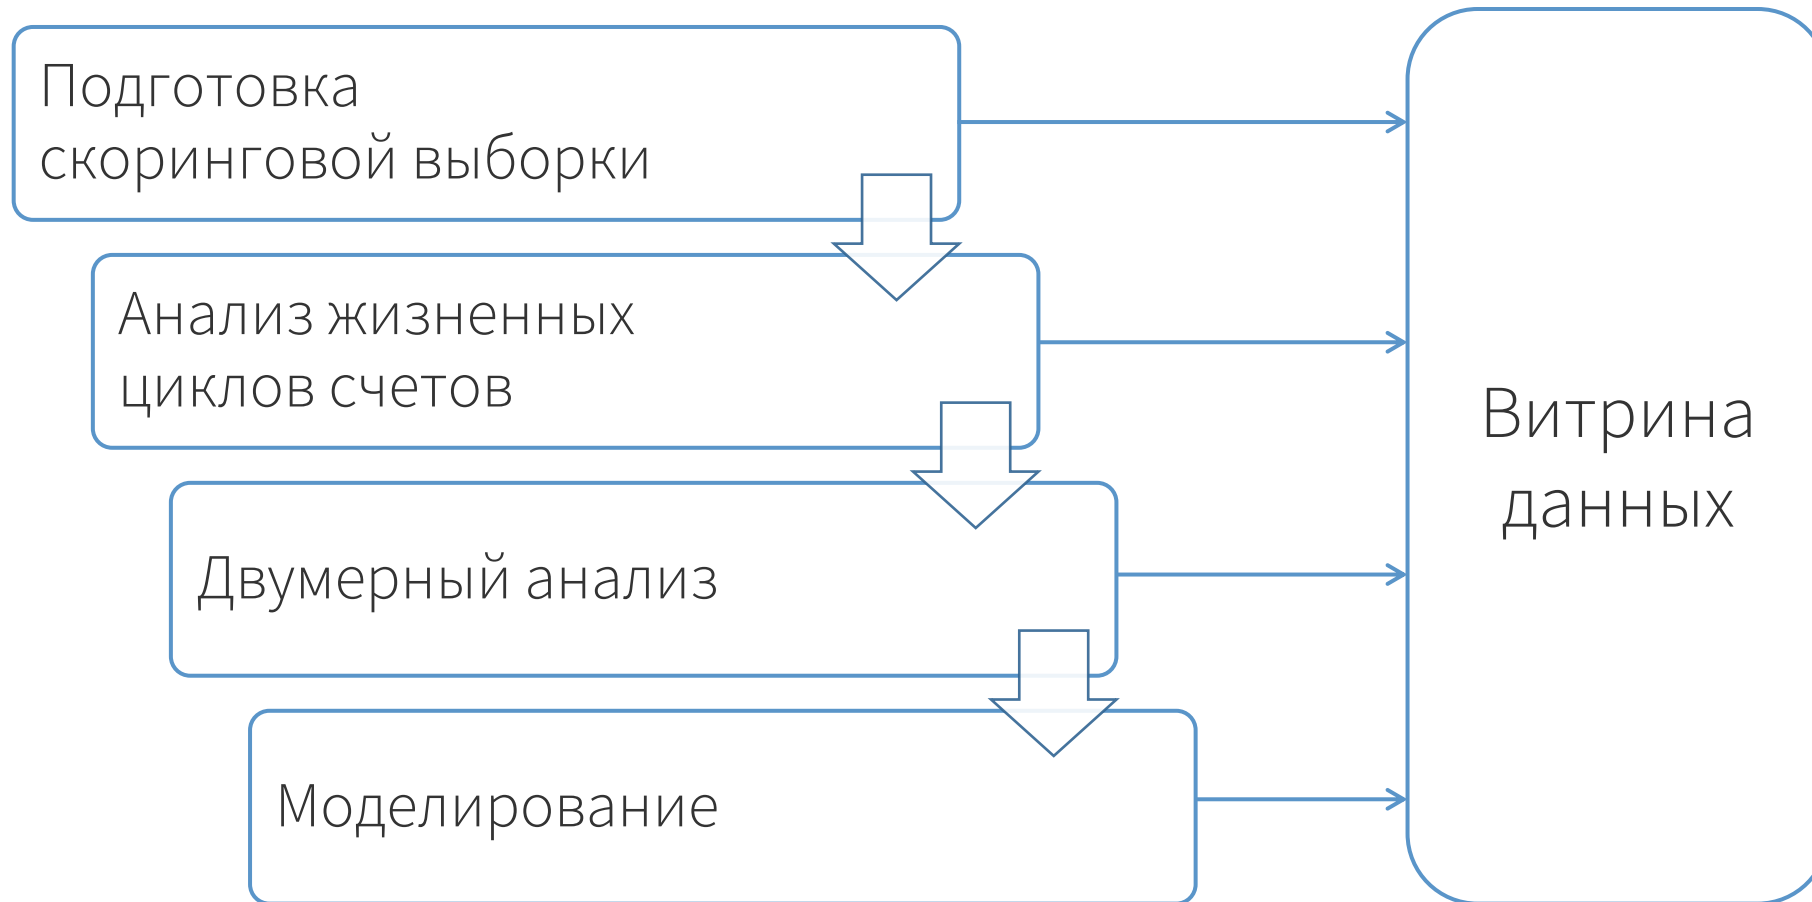 Подготовка
скоринговой выборки
Анализ жизненных
циклов счетов
Двумерный анализ
Моделирование
Витрина
данных